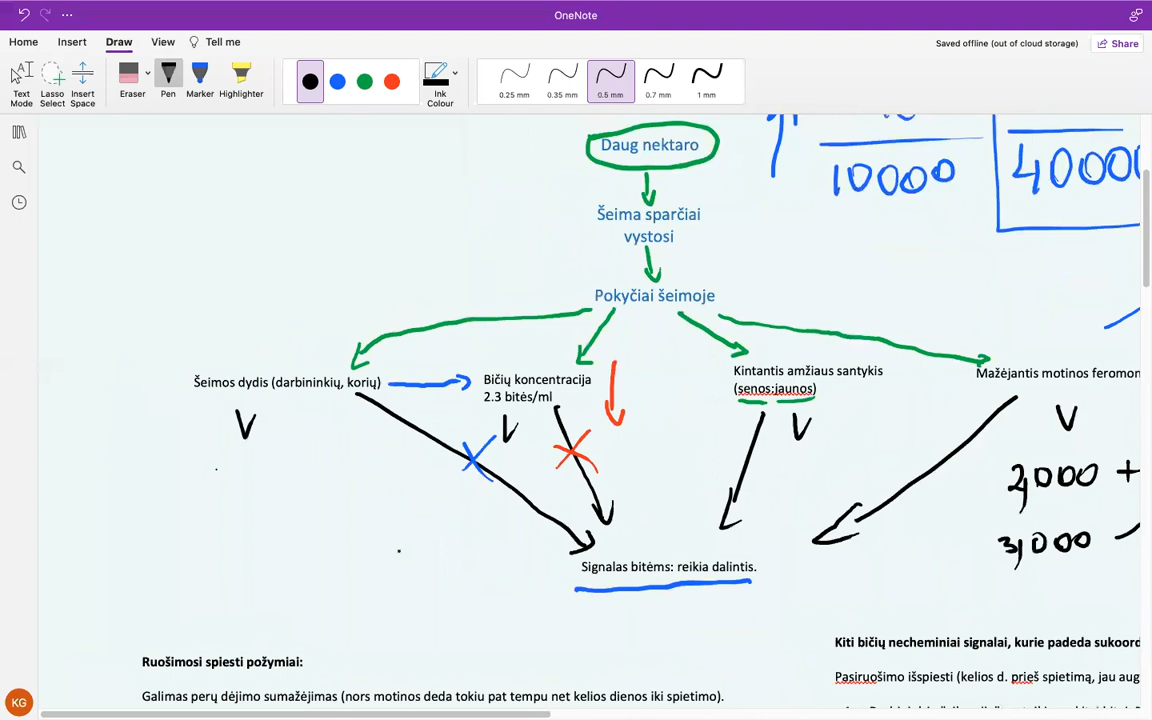 OneNote
Home Insert Draw View Tell me
Saved offline (out of cloud storage) Share
Text Mode
Lasso Select
Insert Space
Eraser
Pen
Marker
Highlighter
Ink Colour
0.25 mm 0.35 mm 0.5 mm 0.7 mm 1 mm
10000
40000
Daug nektaro
Šeima sparčiai
vystosi
Pokyčiai šeimoje
Šeimos dydis (darbininkių, korių)
Bičių koncentracija
2.3 bitės/ml
Kintantis amžiaus santykis
(senos:jaunos)
Mažėjantis motinos feromon
V V V V
2,000 +
3,000
Signalas bitėms: reikia dalintis.
Ruošimosi spiesti požymiai:
Galimas perų dėjimo sumažėjimas (nors motinos deda tokiu pat tempu net kelios dienos iki spietimo).
Kiti bičių necheminiai signalai, kurie padeda sukoord
Pasiruošimo išspiesti (kelios d. prieš spietimą, jau aug
KG